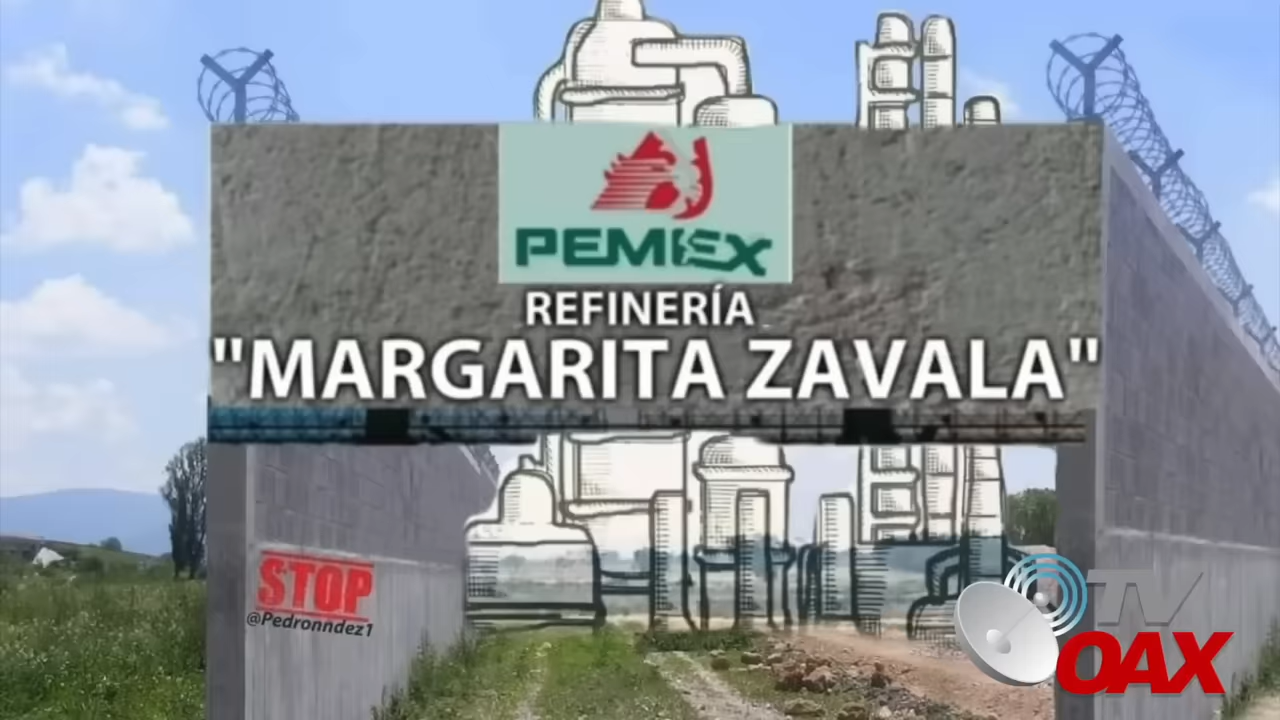 PEMEX
REFINERÍA
"MARGARITA ZAVALA"
STOP
@Pedronndez1
TV
OAX